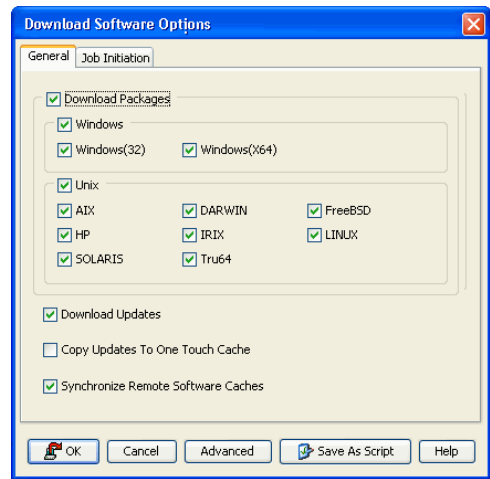 Download Software Options
General Job Initiation
Download Packages
Windows
Windows(32) Windows(X64)
Unix
AIX DARWIN FreeBSD
HP IRIX LINUX
SOLARIS Tru64
Download Updates
Copy Updates To One Touch Cache
Synchronize Remote Software Caches
OK Cancel Advanced Save As Script Help